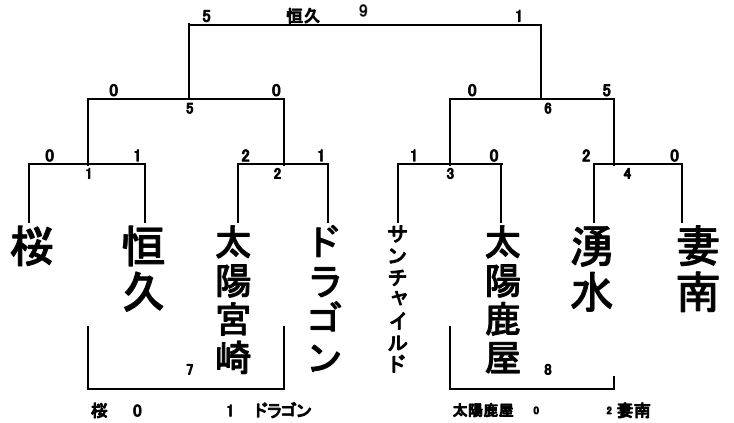 5 恒久 9 1
0 0 0 5
5 6
0 1 2 1 1 0 2 0
1 2 3 4
桜
恒久
太陽宮崎
ドラゴン
サンチャイルド
太陽鹿屋
湧水
妻南
7 8
桜 0 1 ドラゴン 太陽鹿屋 0 2 妻南